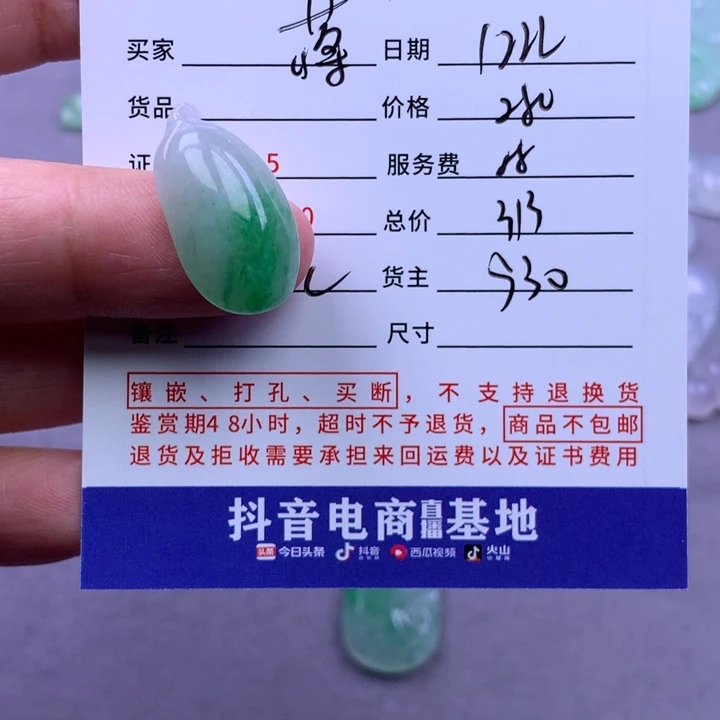 买家 蒋 日期 1222
货品 价格 280
证 5 服务费
0 总价 313
货主 930
备注 尺寸
镶嵌、打孔、买断，不支持退换货
鉴赏期48小时，超时不予退货，商品不包邮
退货及拒收需要承担来回运费以及证书费用
抖音电商直播基地
头条 今日头条 抖音 西瓜视频 火山